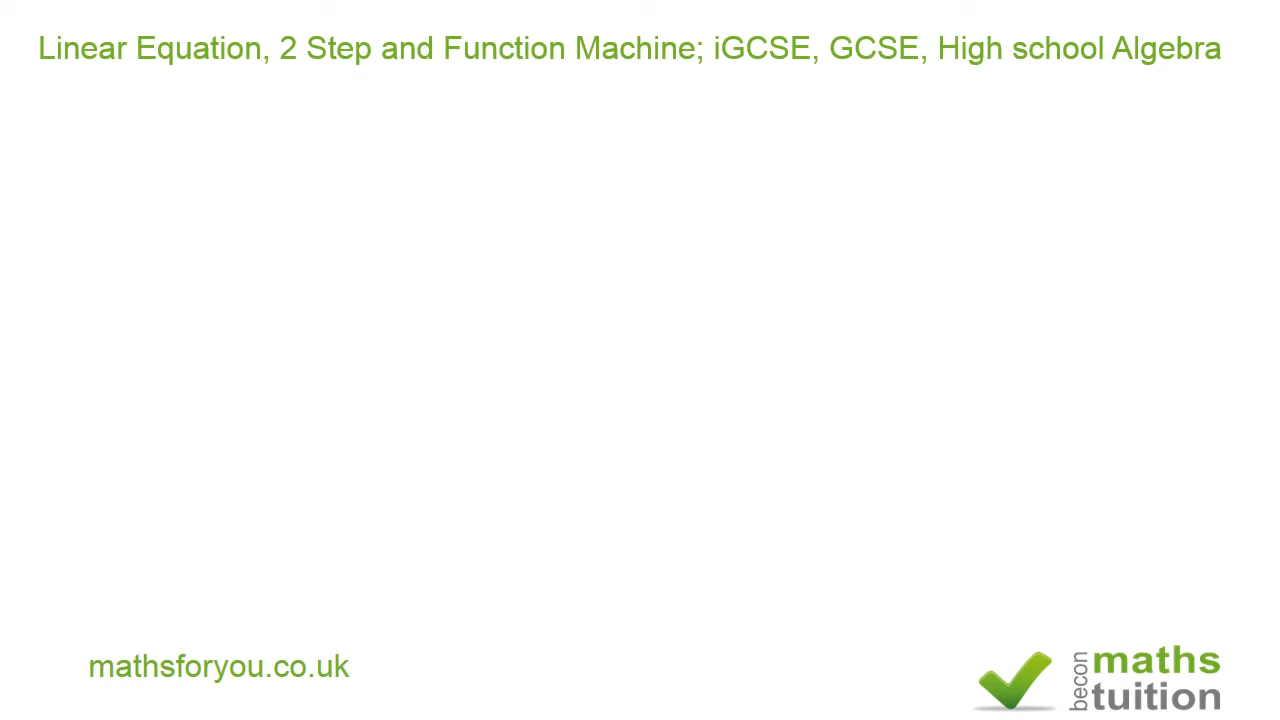 Linear Equation, 2 Step and Function Machine; iGCSE, GCSE, High school Algebra
mathsforyou.co.uk
becon
maths
tuition